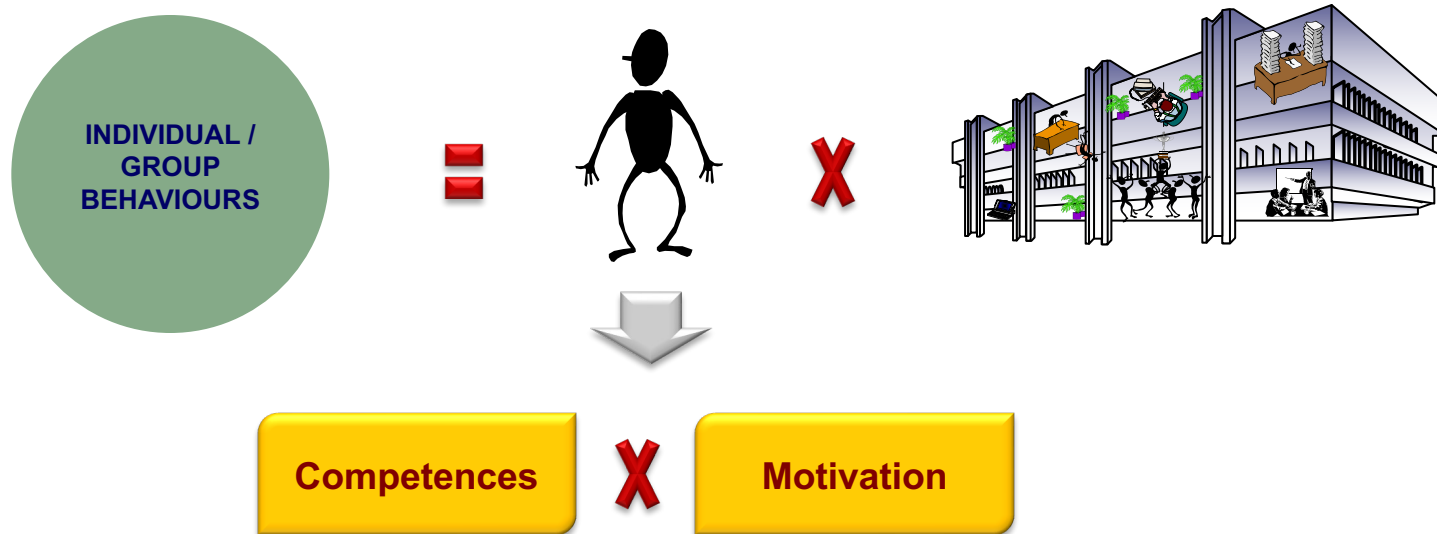 INDIVIDUAL /
GROUP
BEHAVIOURS
Competences
Motivation